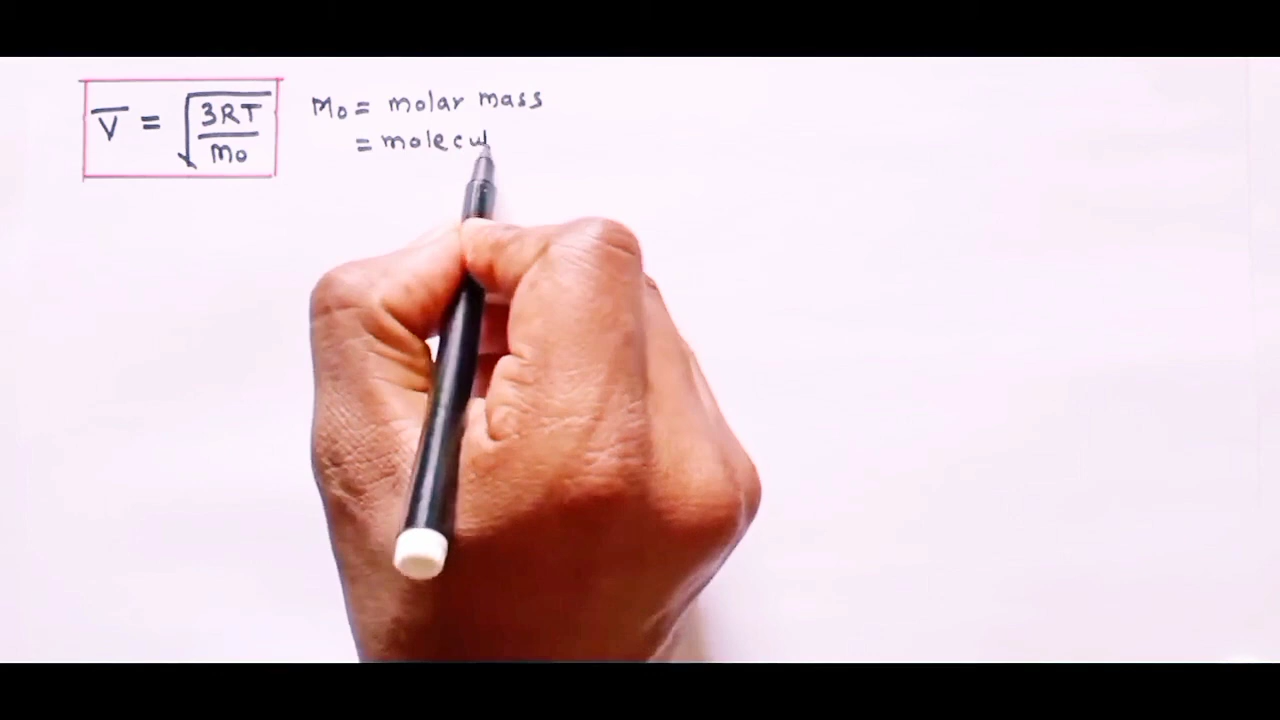 V̅ = √(3RT/Mo) Mo = molar mass
= molecul